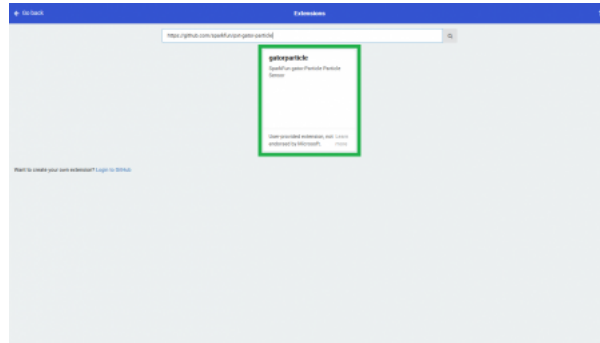 Go back
Extensions
https://github.com/sparkfun/pxt-gator-particle
gatorparticle
SparkFun gator:Particle Particle
Sensor
User-provided extension, not
endorsed by Microsoft.
Learn
more
Want to create your own extension? Login to GitHub